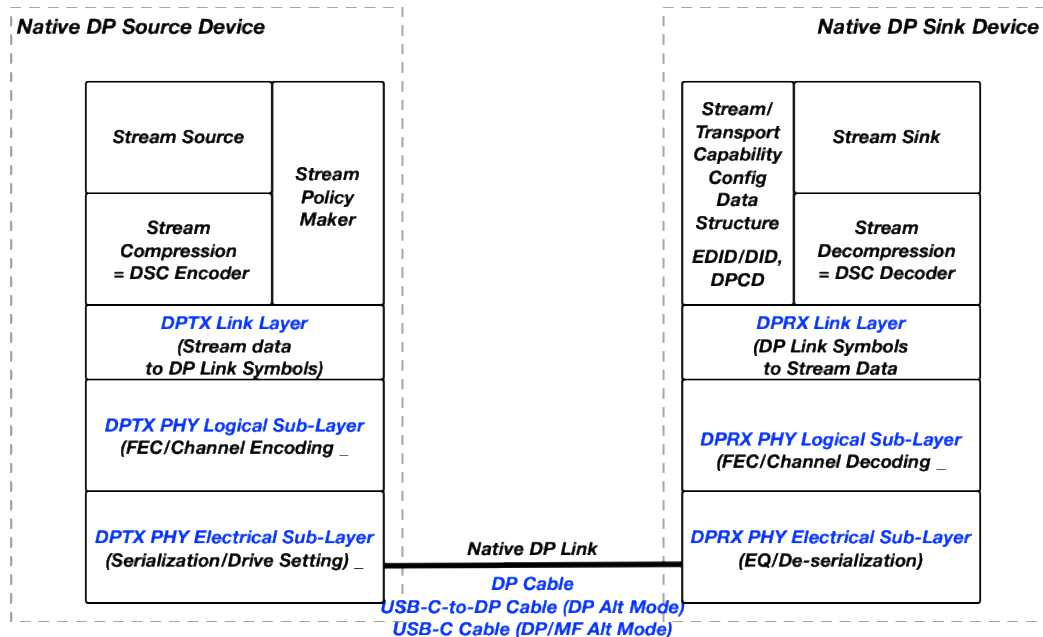 Native DP Source Device
Native DP Sink Device
Stream Source
Stream
Policy
Maker
Stream
Compression
= DSC Encoder
DPTX Link Layer
(Stream data
to DP Link Symbols)
DPTX PHY Logical Sub-Layer
(FEC/Channel Encoding _
DPTX PHY Electrical Sub-Layer
(Serialization/Drive Setting) _
Native DP Link
DP Cable
USB-C-to-DP Cable (DP Alt Mode)
USB-C Cable (DP/MF Alt Mode)
Stream/
Transport
Capability
Config
Data
Structure
EDID/DID,
DPCD
Stream Sink
Stream
Decompression
= DSC Decoder
DPRX Link Layer
(DP Link Symbols
to Stream Data
DPRX PHY Logical Sub-Layer
(FEC/Channel Decoding _
DPRX PHY Electrical Sub-Layer
(EQ/De-serialization)